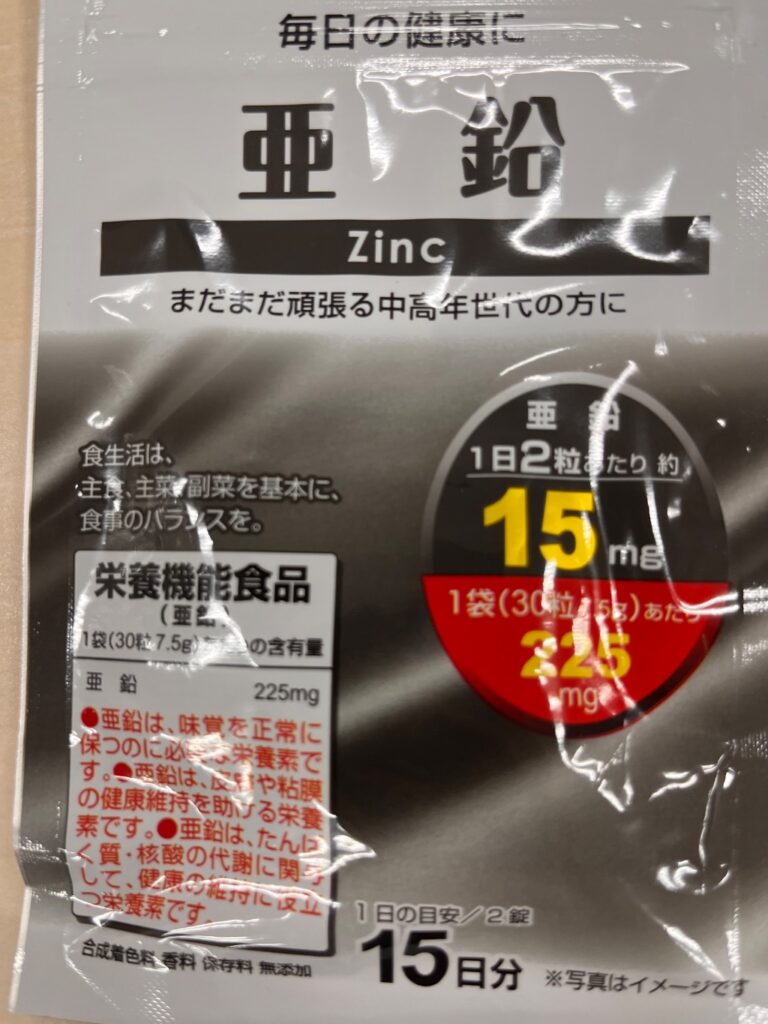 毎日の健康に
亜鉛
Zinc
まだまだ頑張る中高年世代の方に
亜鉛
1日2粒あたり 約
15mg
1袋(30粒 7.5g)あたり
225
mg
食生活は、
主食、主菜、副菜を基本に、
食事のバランスを。
栄養機能食品
(亜鉛)
1袋(30粒 7.5g)あたりの含有量
亜鉛 225mg
●亜鉛は、味覚を正常に
保つのに必要な栄養素で
す。●亜鉛は、皮膚や粘膜
の健康維持を助ける栄養
素です。●亜鉛は、たんぱ
く質・核酸の代謝に関与
して、健康の維持に役立
つ栄養素です。
合成着色料 香料 保存料 無添加
1日の目安/2錠
15日分
※写真はイメージです